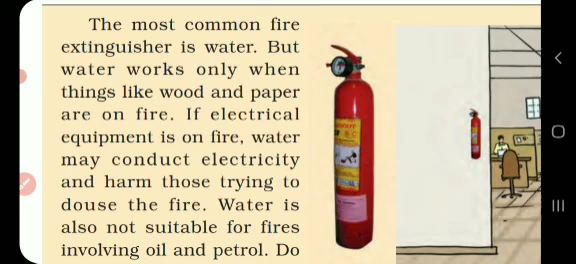 The most common fire
extinguisher is water. But
water works only when
things like wood and paper
are on fire. If electrical
equipment is on fire, water
may conduct electricity
and harm those trying to
douse the fire. Water is
also not suitable for fires
involving oil and petrol. Do